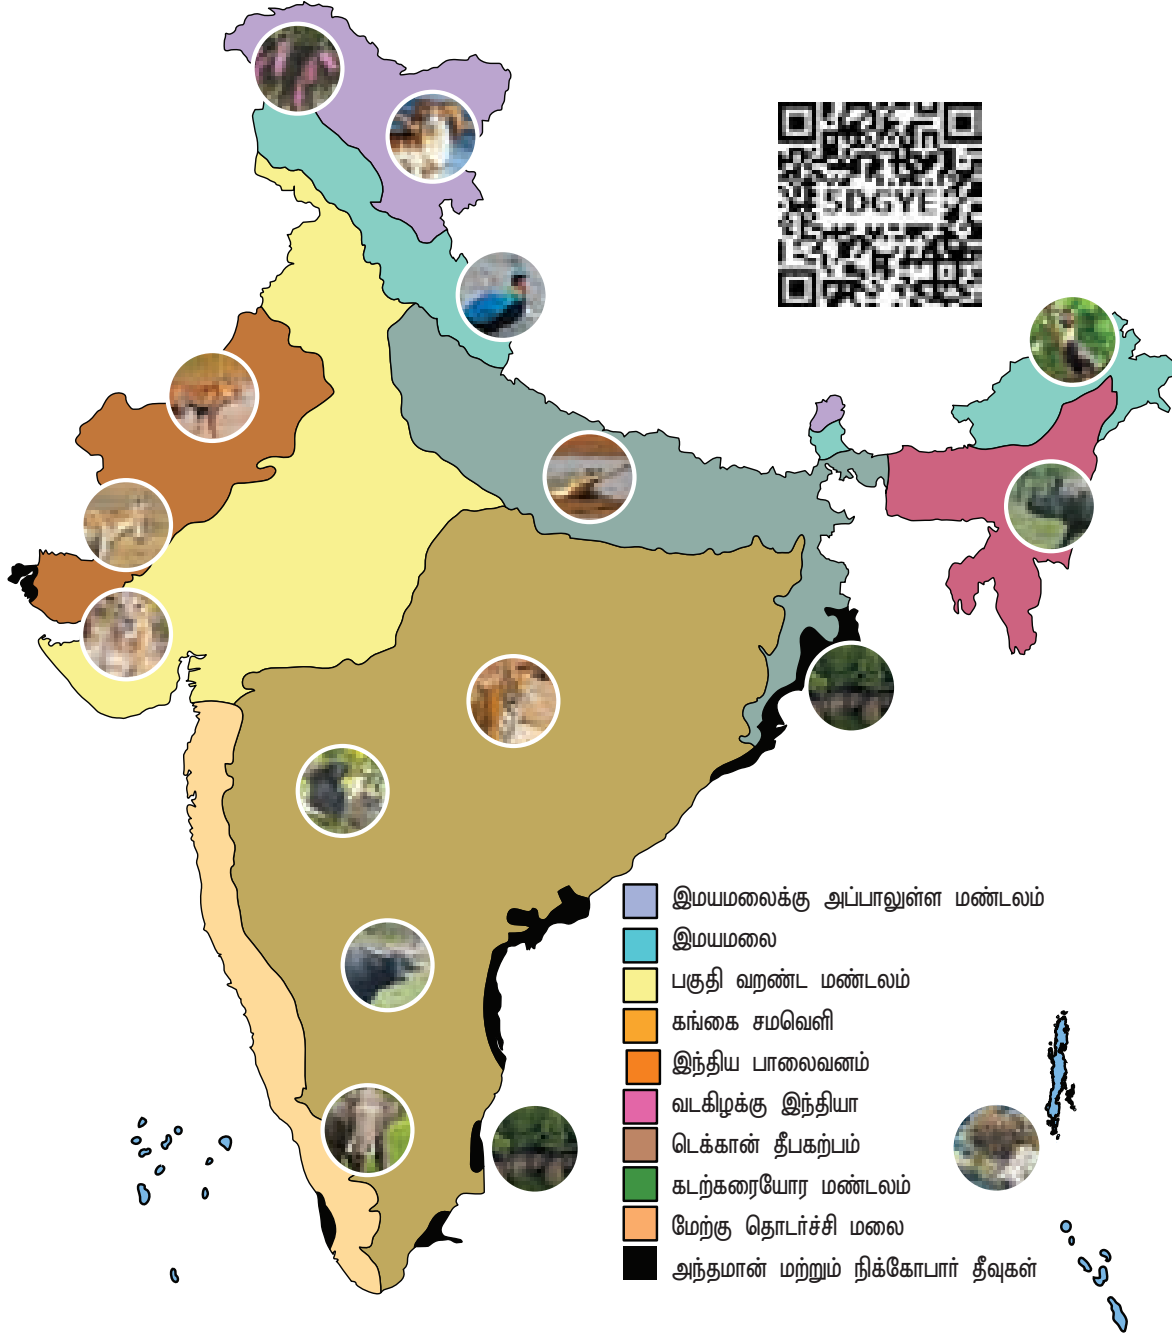 SDGYE
இமயமலைக்கு அப்பாலுள்ள மண்டலம்
இமயமலை
பகுதி வறண்ட மண்டலம்
கங்கை சமவெளி
இந்திய பாலைவனம்
வடகிழக்கு இந்தியா
டெக்கான் தீபகற்பம்
கடற்கரையோர மண்டலம்
மேற்கு தொடர்ச்சி மலை
அந்தமான் மற்றும் நிக்கோபார் தீவுகள்